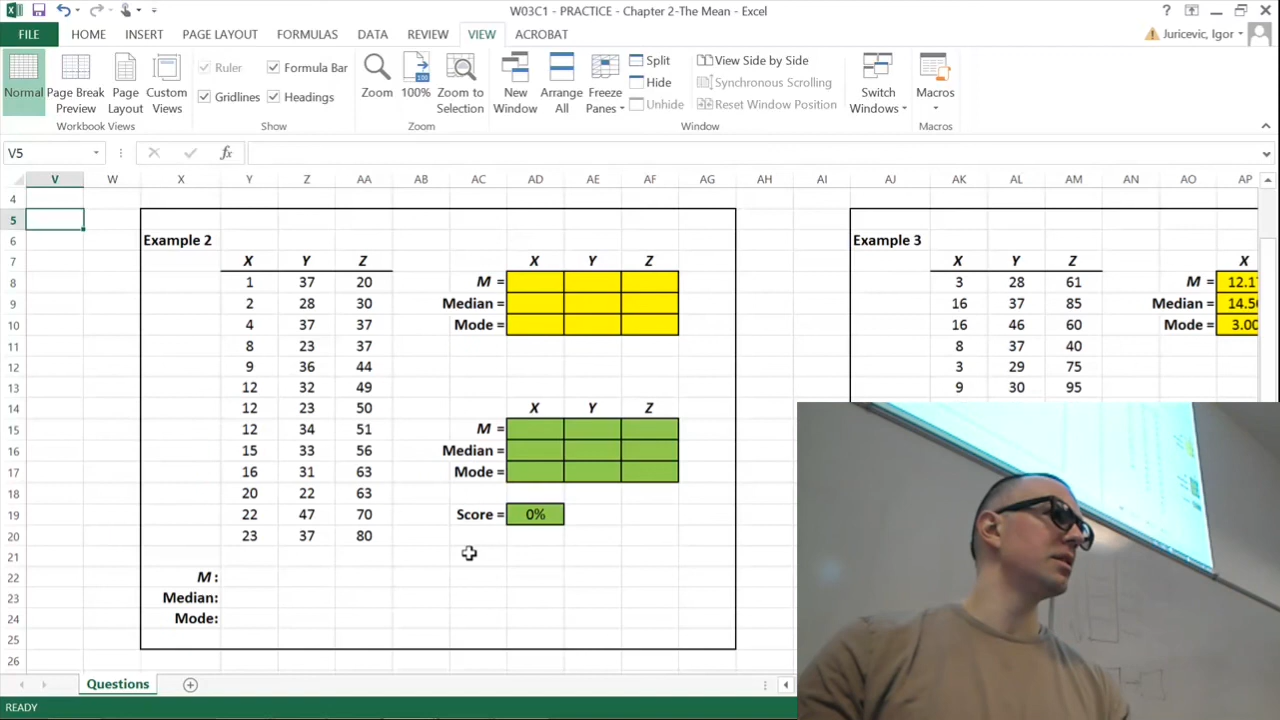 W03C1 - PRACTICE - Chapter 2-The Mean - Excel
FILE HOME INSERT PAGE LAYOUT FORMULAS DATA REVIEW VIEW ACROBAT Juricevic, Igor
Normal Page Break Preview Page Layout Custom Views
Ruler Formula Bar
Gridlines Headings
Zoom 100% Zoom to Selection
New Window Arrange All Freeze Panes
Split
Hide
Unhide
View Side by Side
Synchronous Scrolling
Reset Window Position
Switch Windows Macros
Workbook Views Show Zoom Window Macros
V5 fx
V W X Y Z AA AB AC AD AE AF AG AH AI AJ AK AL AM AN AO AP
4
5
6 Example 2 Example 3
7 X Y Z X Y Z X Y Z X
8 1 37 20 M = 3 28 61 M = 12.17
9 2 28 30 Median = 16 37 85 Median = 14.50
10 4 37 37 Mode = 16 46 60 Mode = 3.00
11 8 23 37 8 37 40
12 9 36 44 3 29 75
13 12 32 49 9 30 95
14 12 23 50 X Y Z
15 12 34 51 M =
16 15 33 56 Median =
17 16 31 63 Mode =
18 20 22 63
19 22 47 70 Score = 0%
20 23 37 80
21
22 M :
23 Median:
24 Mode:
25
26
Questions
READY